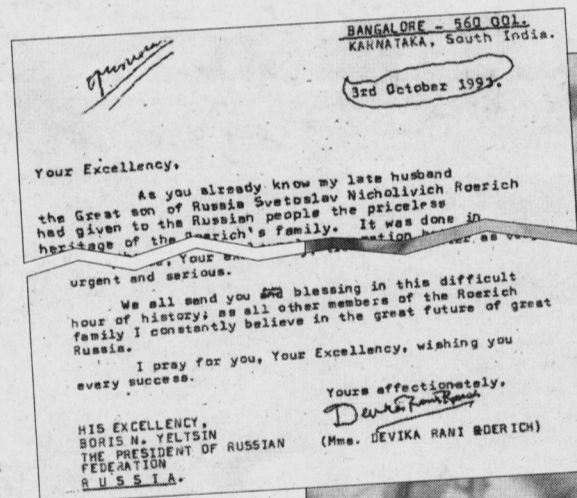 BANGALORE - 560 001.
KARNATAKA, South India.
3rd October 1993.
Your Excellency,
As you already know my late husband
the Great son of Russia Svetoslav Nicholivich Roerich
had given to the Russian people the priceless
heritage of the Roerich's family. It was done in
urgent and serious.
We all send you and blessing in this difficult
hour of history; as all other members of the Roerich
family I constantly believe in the great future of great
Russia.
I pray for you, Your Excellency, wishing you
every success.
Yours affectionately,
Devika Rani Roerich
(Mme. DEVIKA RANI ROERICH)
HIS EXCELLENCY,
BORIS N. YELTSIN
THE PRESIDENT OF RUSSIAN
FEDERATION
R U S S I A.